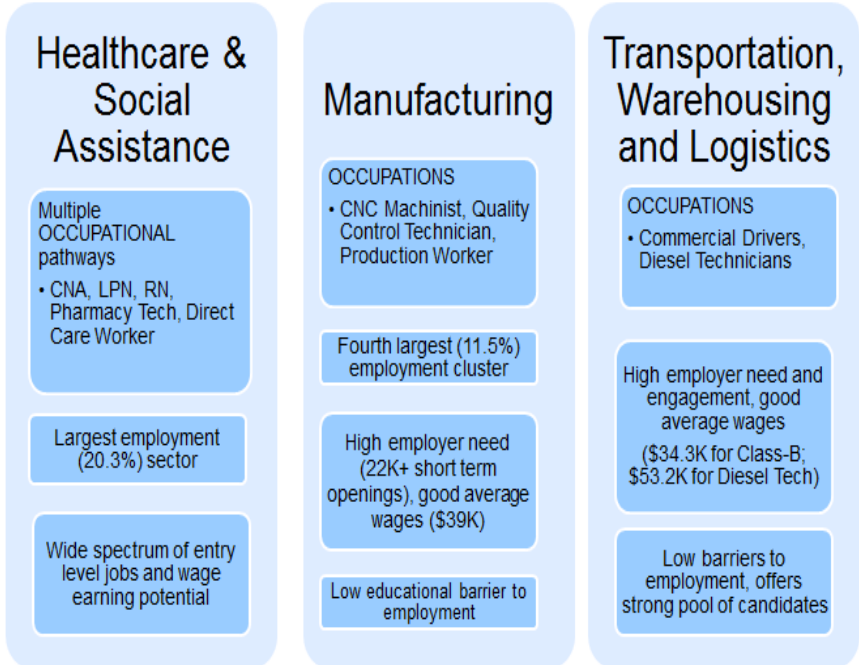 Healthcare &
Social
Assistance
Multiple
OCCUPATIONAL
pathways
• CNA, LPN, RN,
Pharmacy Tech, Direct
Care Worker
Largest employment
(20.3%) sector
Wide spectrum of entry
level jobs and wage
earning potential
Manufacturing
OCCUPATIONS
• CNC Machinist, Quality
Control Technician,
Production Worker
Fourth largest (11.5%)
employment cluster
High employer need
(22K+ short term
openings), good average
wages ($39K)
Low educational barrier to
employment
Transportation,
Warehousing
and Logistics
OCCUPATIONS
• Commercial Drivers,
Diesel Technicians
High employer need and
engagement, good
average wages
($34.3K for Class-B;
$53.2K for Diesel Tech)
Low barriers to
employment, offers
strong pool of candidates